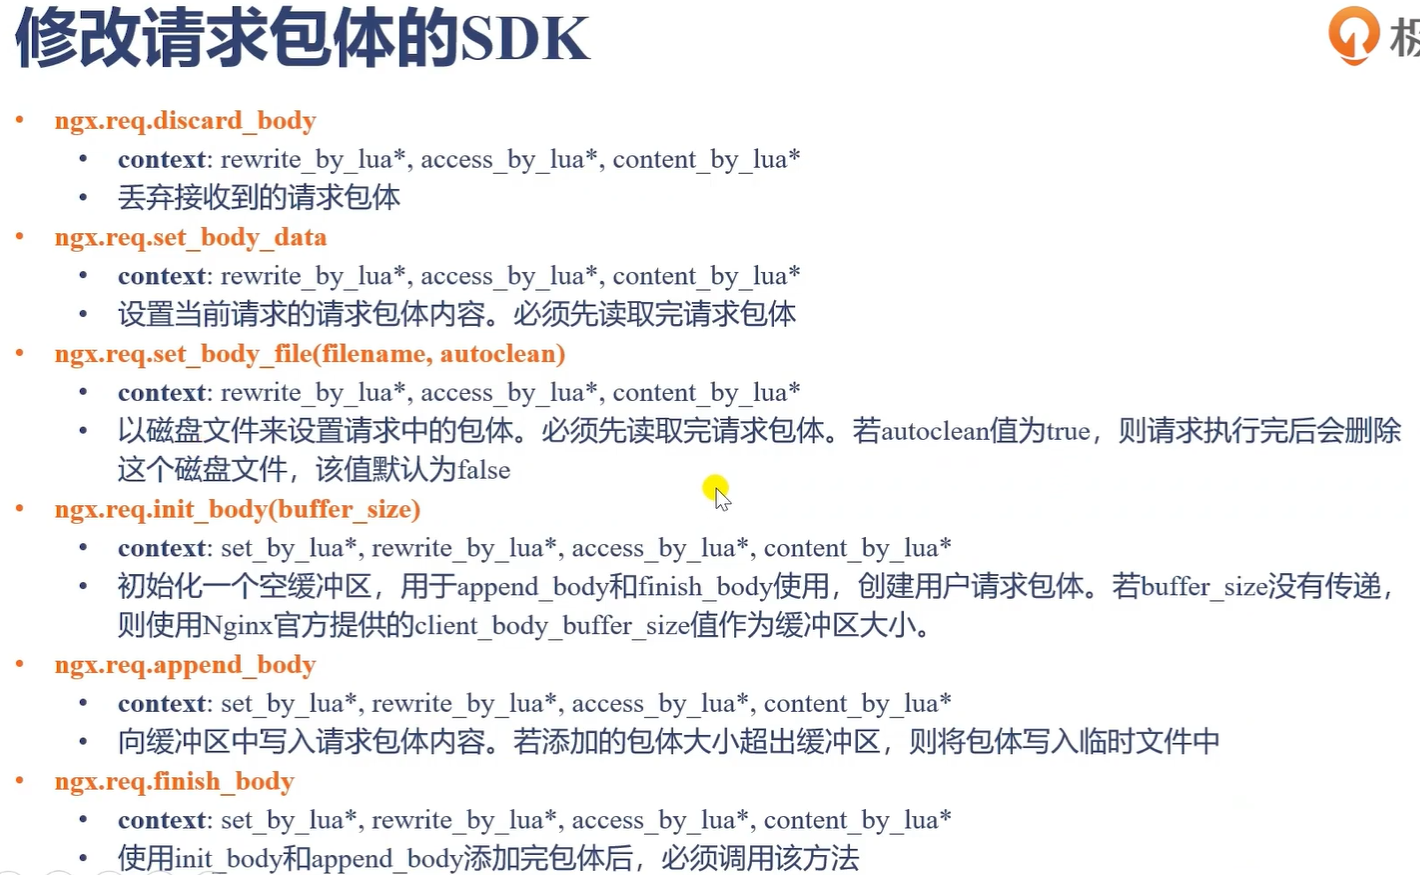 修改请求包体的SDK
极
• ngx.req.discard_body
• context: rewrite_by_lua*, access_by_lua*, content_by_lua*
• 丢弃接收到的请求包体
• ngx.req.set_body_data
• context: rewrite_by_lua*, access_by_lua*, content_by_lua*
• 设置当前请求的请求包体内容。必须先读取完请求包体
• ngx.req.set_body_file(filename, autoclean)
• context: rewrite_by_lua*, access_by_lua*, content_by_lua*
• 以磁盘文件来设置请求中的包体。必须先读取完请求包体。若autoclean值为true，则请求执行完后会删除
这个磁盘文件，该值默认为false
• ngx.req.init_body(buffer_size)
• context: set_by_lua*, rewrite_by_lua*, access_by_lua*, content_by_lua*
• 初始化一个空缓冲区，用于append_body和finish_body使用，创建用户请求包体。若buffer_size没有传递，
则使用Nginx官方提供的client_body_buffer_size值作为缓冲区大小。
• ngx.req.append_body
• context: set_by_lua*, rewrite_by_lua*, access_by_lua*, content_by_lua*
• 向缓冲区中写入请求包体内容。若添加的包体大小超出缓冲区，则将包体写入临时文件中
• ngx.req.finish_body
• context: set_by_lua*, rewrite_by_lua*, access_by_lua*, content_by_lua*
• 使用init_body和append_body添加完包体后，必须调用该方法